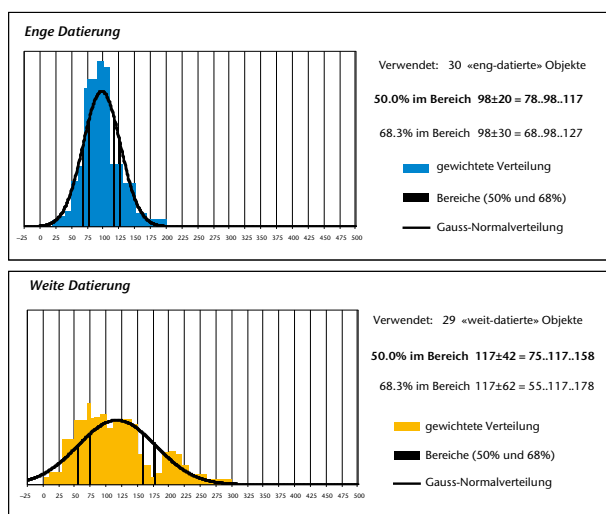 Enge Datierung
Verwendet: 30 «eng-datierte» Objekte
50.0% im Bereich 98±20 = 78..98..117
68.3% im Bereich 98±30 = 68..98..127
gewichtete Verteilung
Bereiche (50% und 68%)
Gauss-Normalverteilung
−25 0 25 50 75 100 125 150 175 200 225 250 275 300 325 350 375 400 425 450 475 500
Weite Datierung
Verwendet: 29 «weit-datierte» Objekte
50.0% im Bereich 117±42 = 75..117..158
68.3% im Bereich 117±62 = 55..117..178
gewichtete Verteilung
Bereiche (50% und 68%)
Gauss-Normalverteilung
−25 0 25 50 75 100 125 150 175 200 225 250 275 300 325 350 375 400 425 450 475 500